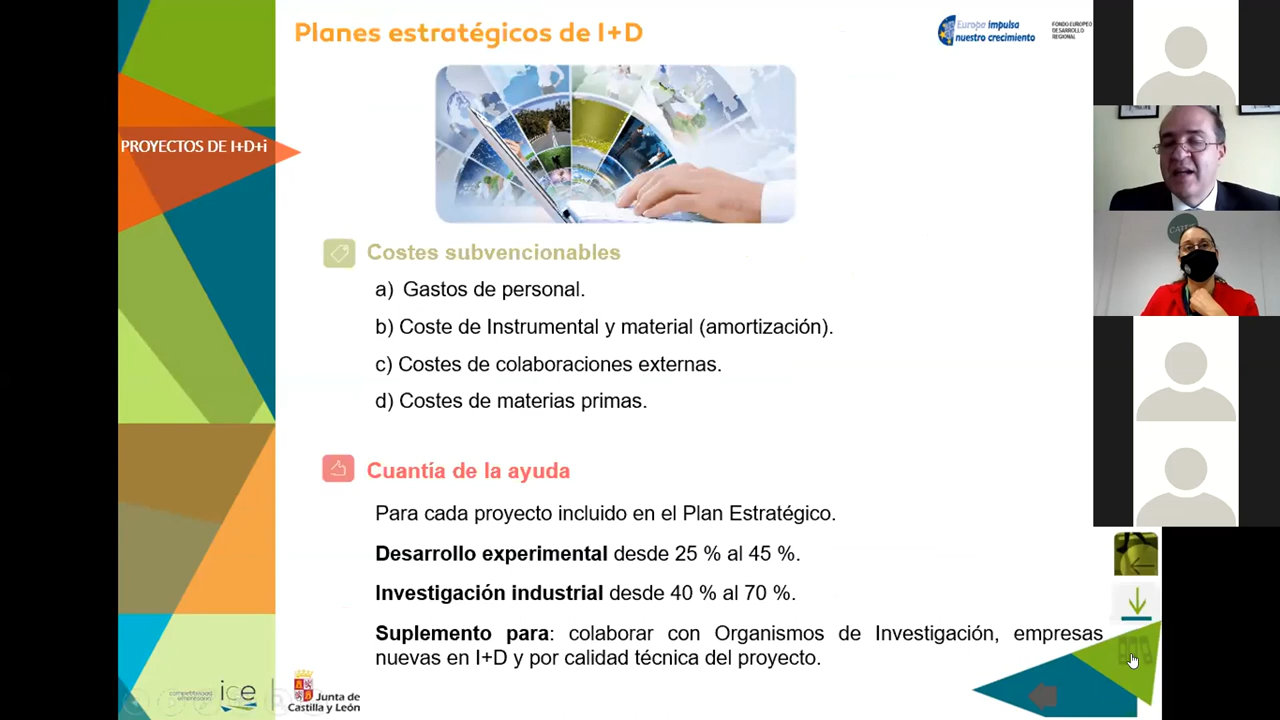 Planes estratégicos de I+D
Europa impulsa
nuestro crecimiento
FONDO EUROPEO
DESARROLLO
REGIONAL
PROYECTOS DE I+D+i
Costes subvencionables
a) Gastos de personal.
b) Coste de Instrumental y material (amortización).
c) Costes de colaboraciones externas.
d) Costes de materias primas.
Cuantía de la ayuda
Para cada proyecto incluido en el Plan Estratégico.
Desarrollo experimental desde 25 % al 45 %.
Investigación industrial desde 40 % al 70 %.
Suplemento para: colaborar con Organismos de Investigación, empresas
nuevas en I+D y por calidad técnica del proyecto.
competitividad
empresarial
ice
Junta de
Castilla y León